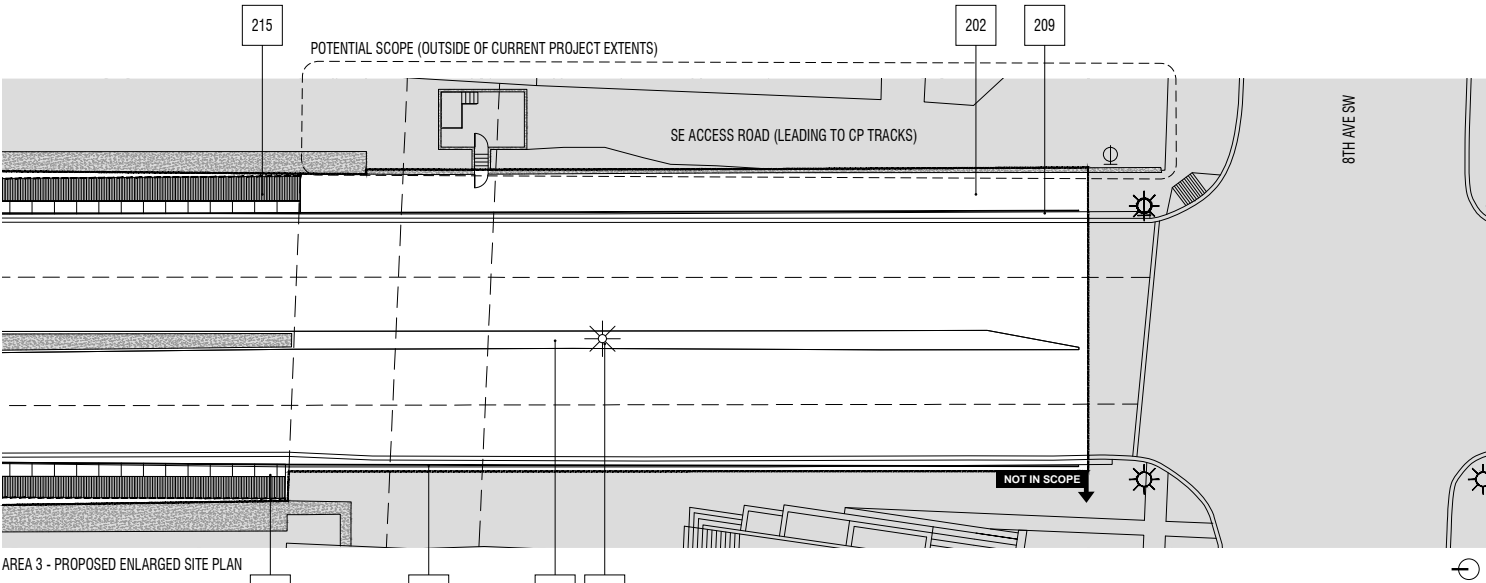 215
202
209
POTENTIAL SCOPE (OUTSIDE OF CURRENT PROJECT EXTENTS)
8TH AVE SW
SE ACCESS ROAD (LEADING TO CP TRACKS)
NOT IN SCOPE
AREA 3 - PROPOSED ENLARGED SITE PLAN